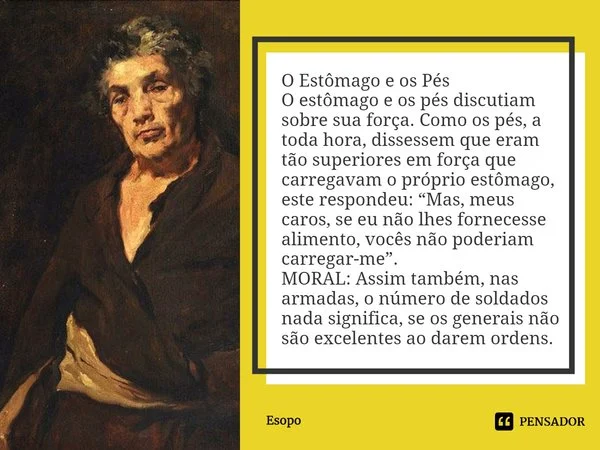 O Estômago e os Pés
O estômago e os pés discutiam
sobre sua força. Como os pés, a
toda hora, dissessem que eram
tão superiores em força que
carregavam o próprio estômago,
este respondeu: “Mas, meus
caros, se eu não lhes fornecesse
alimento, vocês não poderiam
carregar-me”.
MORAL: Assim também, nas
armadas, o número de soldados
nada significa, se os generais não
são excelentes ao darem ordens.
Esopo
PENSADOR